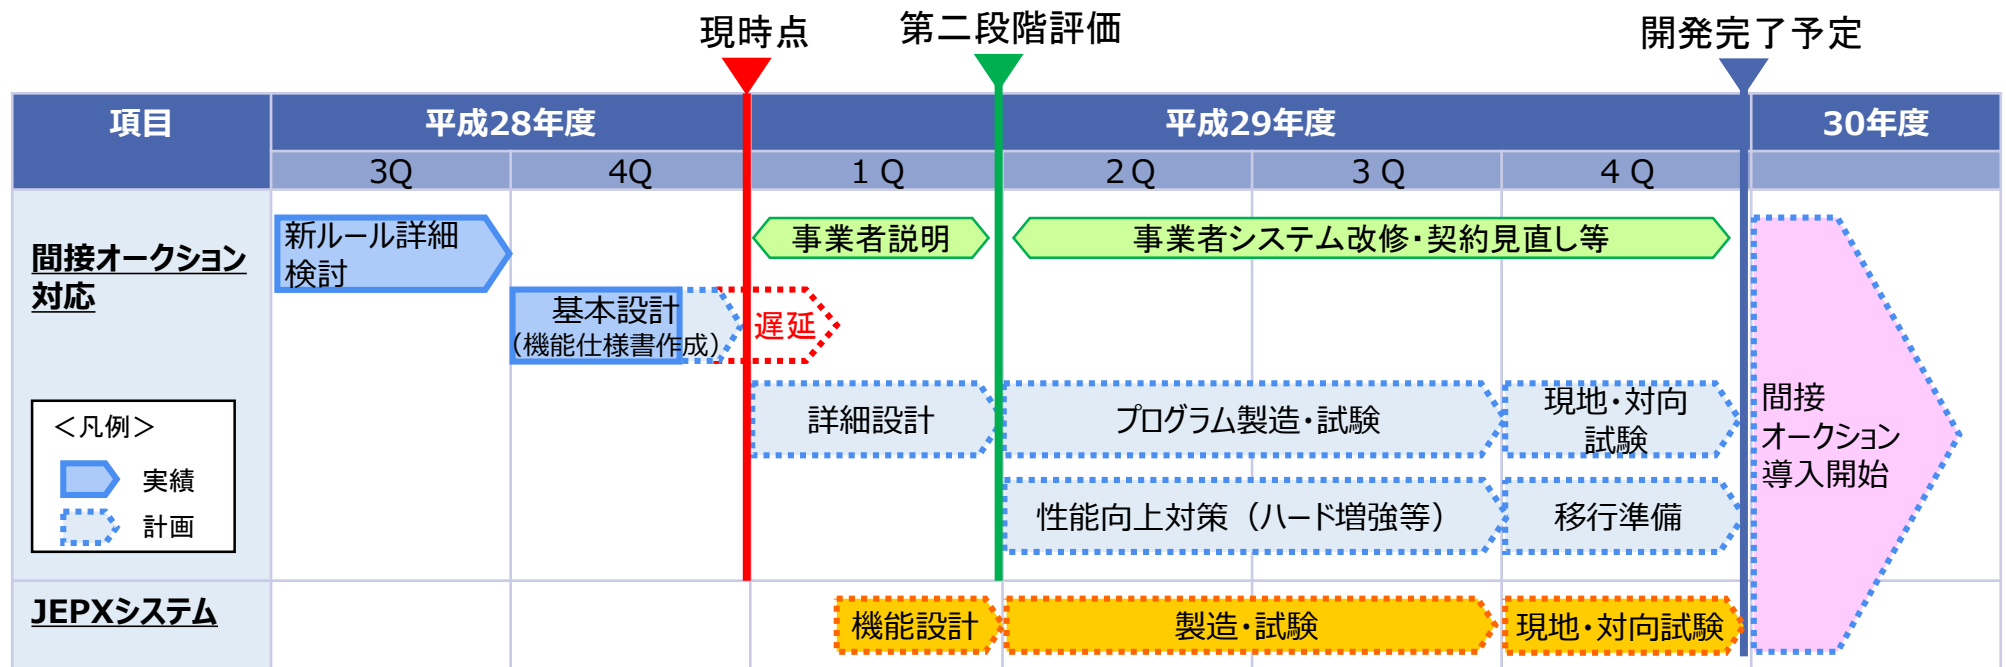 現時点
第二段階評価
開発完了予定
項目
平成28年度
平成29年度
30年度
3Q
4Q
1 Q
2 Q
3 Q
4 Q
間接オークション
対応
新ルール詳細
検討
事業者説明
事業者システム改修・契約見直し等
基本設計
（機能仕様書作成）
遅延
詳細設計
プログラム製造・試験
現地・対向
試験
間接
オークション
導入開始
性能向上対策（ハード増強等）
移行準備
＜凡例＞
実績
計画
JEPXシステム
機能設計
製造・試験
現地・対向試験